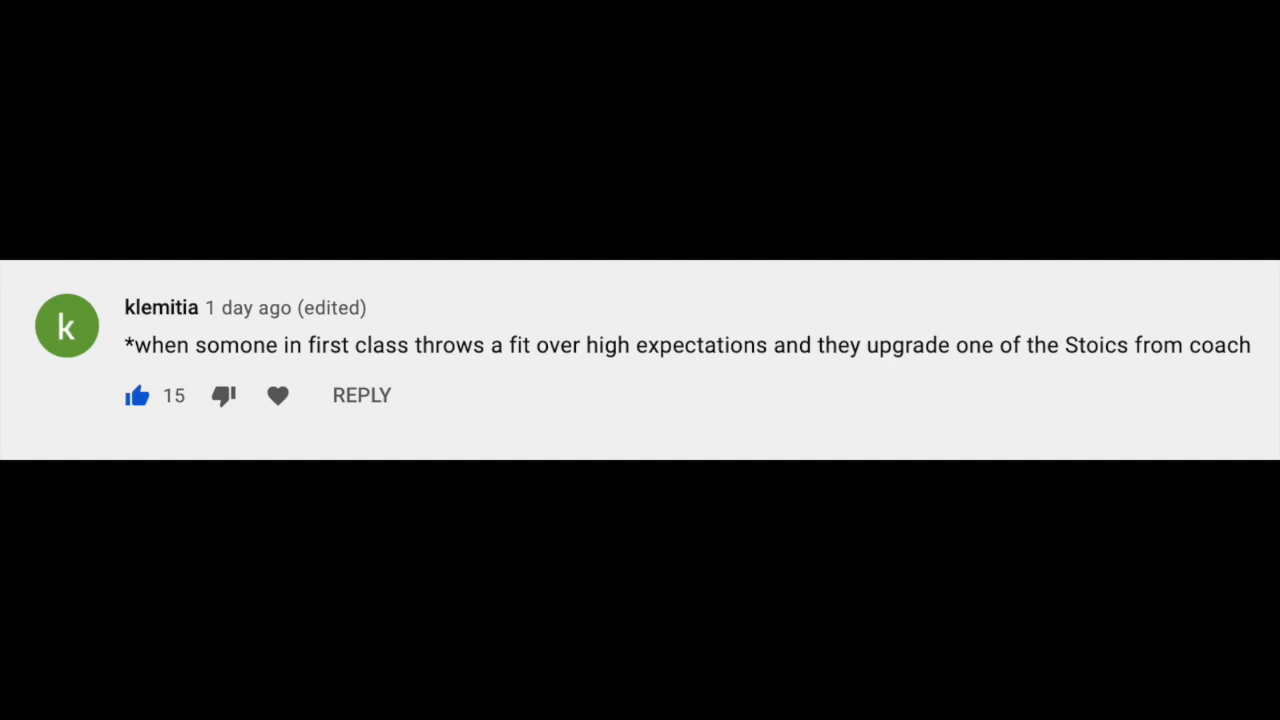 k
klemitia 1 day ago (edited)
*when somone in first class throws a fit over high expectations and they upgrade one of the Stoics from coach
15 REPLY